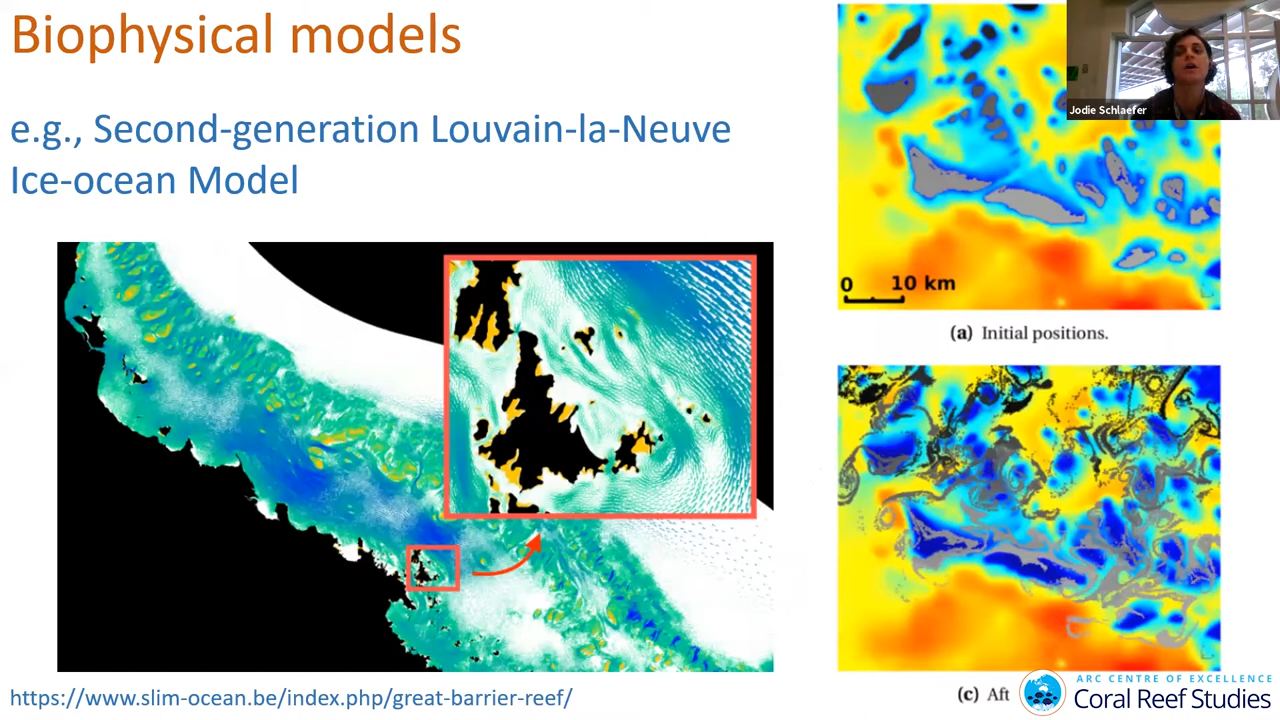 Biophysical models
e.g., Second-generation Louvain-la-Neuve
Ice-ocean Model
Jodie Schlaefer
0 10 km
(a) Initial positions.
(c) Aft
https://www.slim-ocean.be/index.php/great-barrier-reef/
ARC CENTRE OF EXCELLENCE
Coral Reef Studies